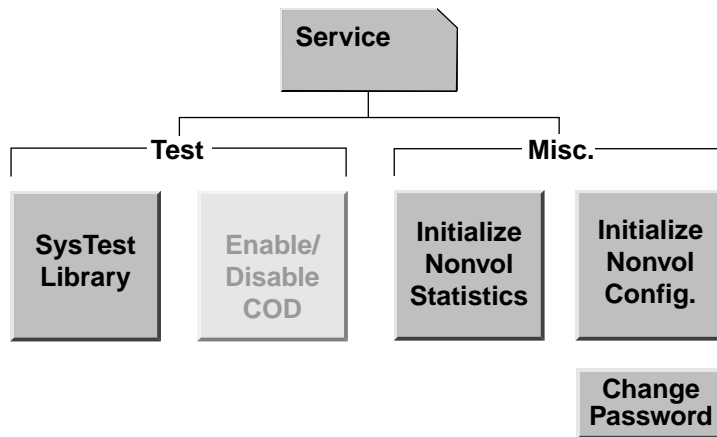 Service
Test
Misc.
SysTest
Library
Enable/
Disable
COD
Initialize
Nonvol
Statistics
Initialize
Nonvol
Config.
Change
Password